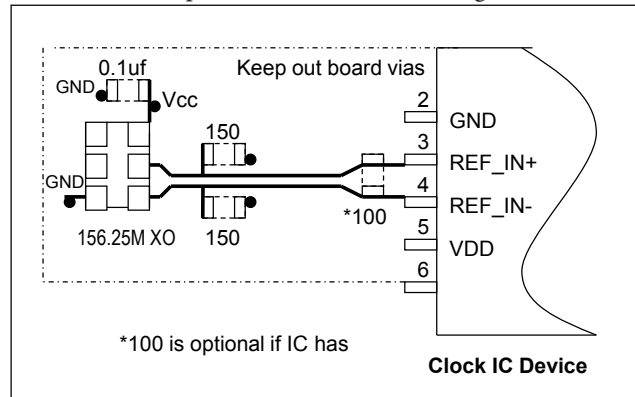 0.1uf
Keep out board vias
GND
Vcc
2
GND
150
3
REF_IN+
GND
4
REF_IN-
*100
156.25M XO
150
5
VDD
6
*100 is optional if IC has
Clock IC Device